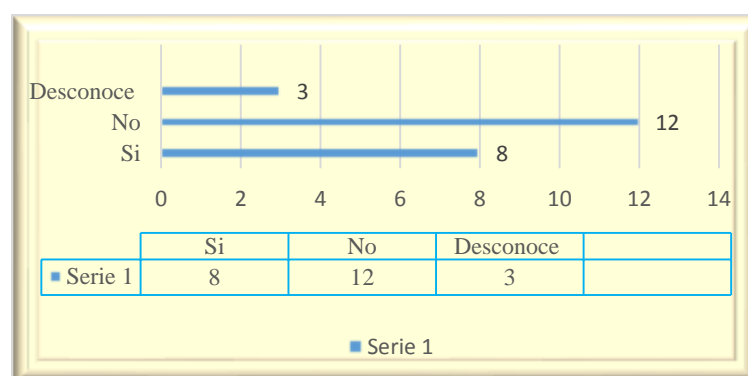 Desconoce 3
No 12
Si 8
0 2 4 6 8 10 12 14
Si No Desconoce
Serie 1 8 12 3
Serie 1